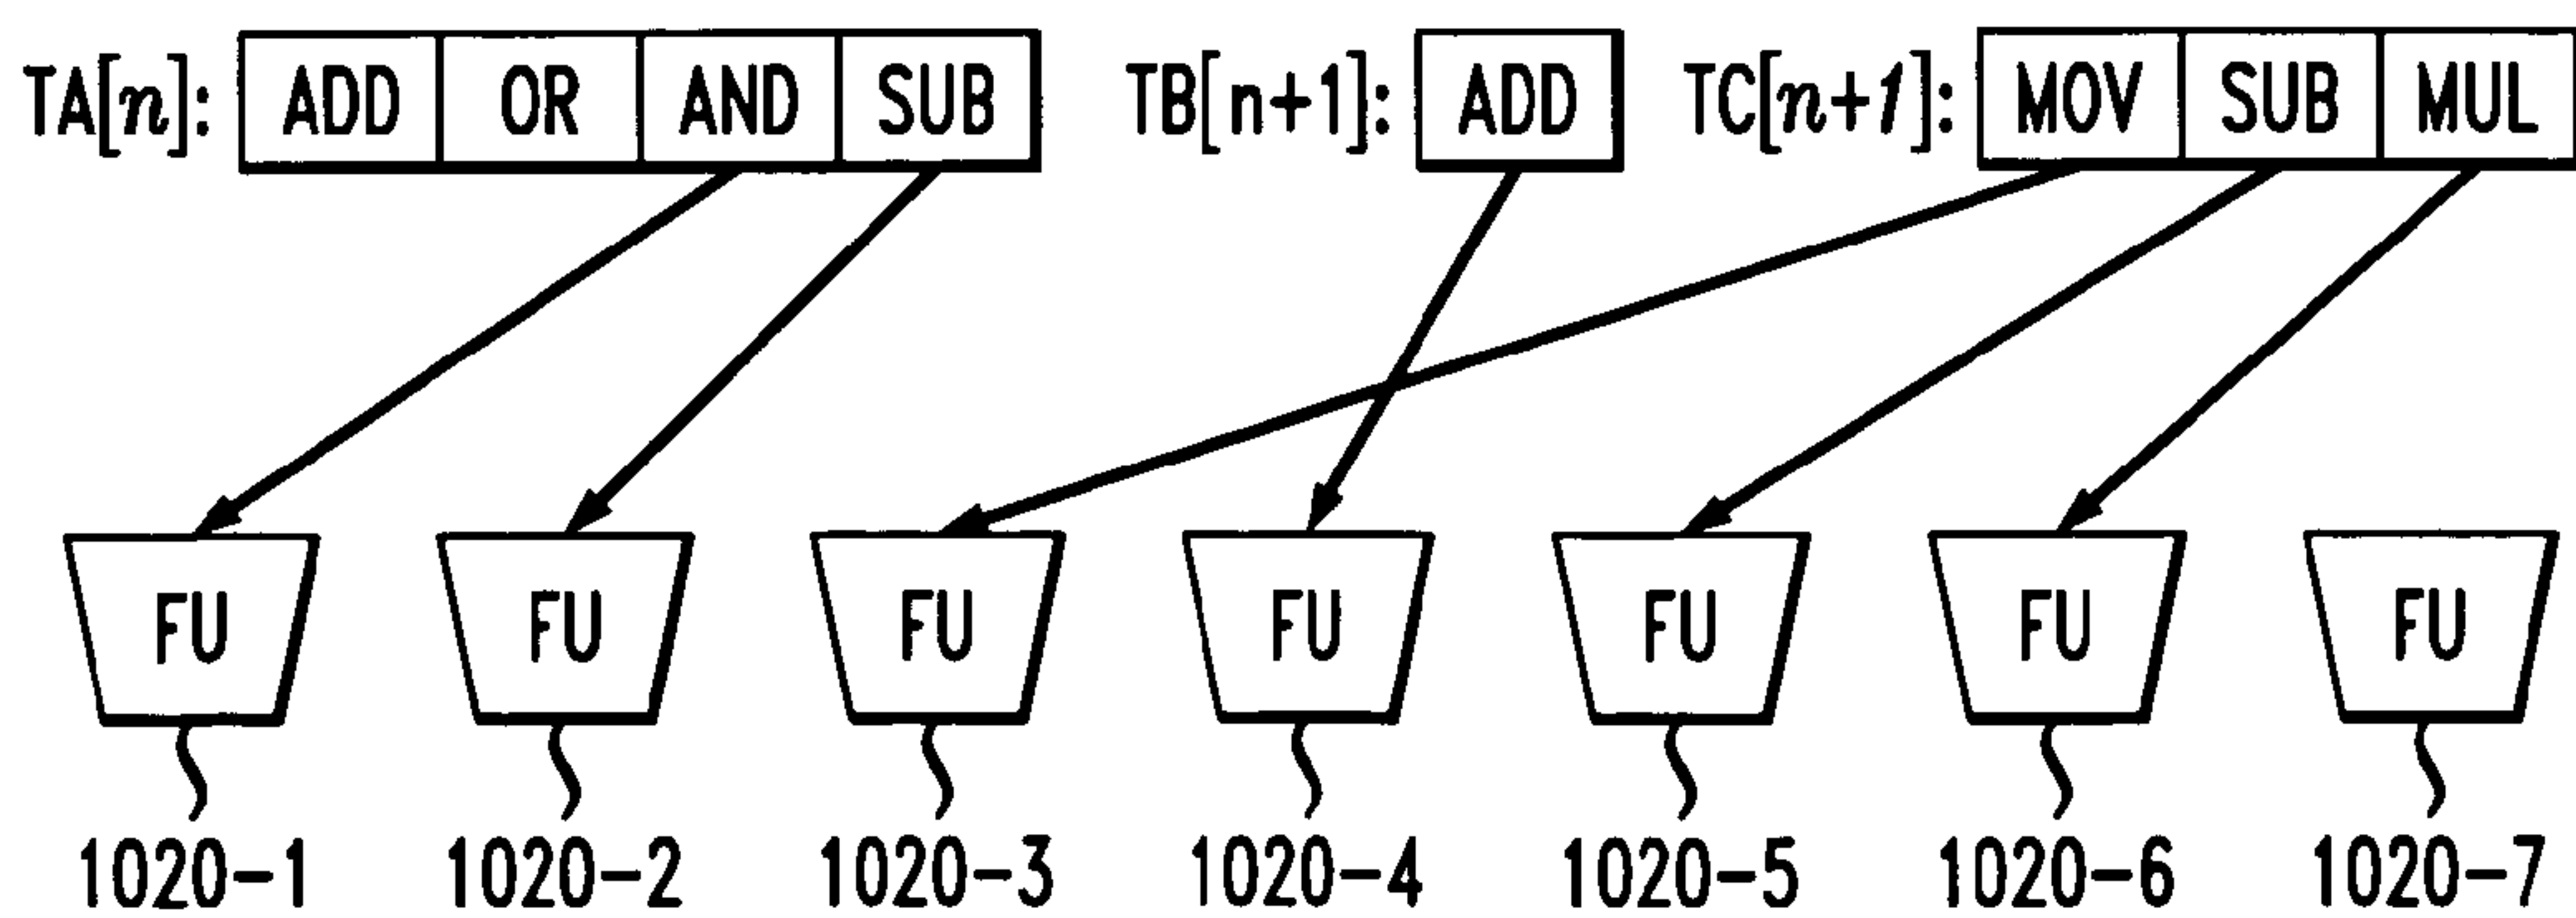 TA[n]: ADD OR AND SUB TB[n+1]: ADD TC[n+1]: MOV SUB MUL
FU FU FU FU FU FU FU
1020-1 1020-2 1020-3 1020-4 1020-5 1020-6 1020-7